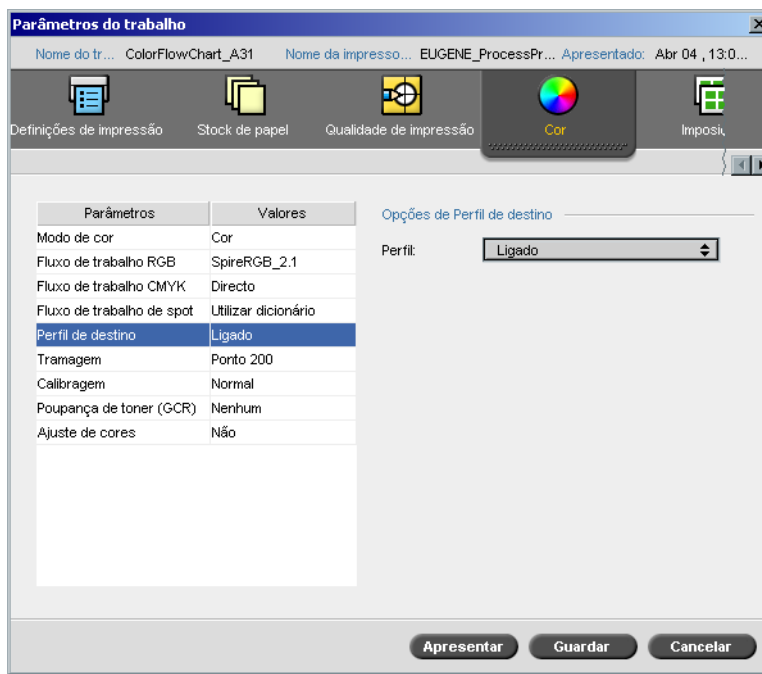 Parâmetros do trabalho
Nome do tr... ColorFlowChart_A31 Nome da impresso... EUGENE_ProcessPr... Apresentado: Abr 04 , 13:0...
Definições de impressão Stock de papel Qualidade de impressão Cor Imposi
Parâmetros Valores Opções de Perfil de destino
Modo de cor Cor
Perfil: Ligado
Fluxo de trabalho RGB SpireRGB_2.1
Fluxo de trabalho CMYK Directo
Fluxo de trabalho de spot Utilizar dicionário
Perfil de destino Ligado
Tramagem Ponto 200
Calibragem Normal
Poupança de toner (GCR) Nenhum
Ajuste de cores Não
Apresentar Guardar Cancelar